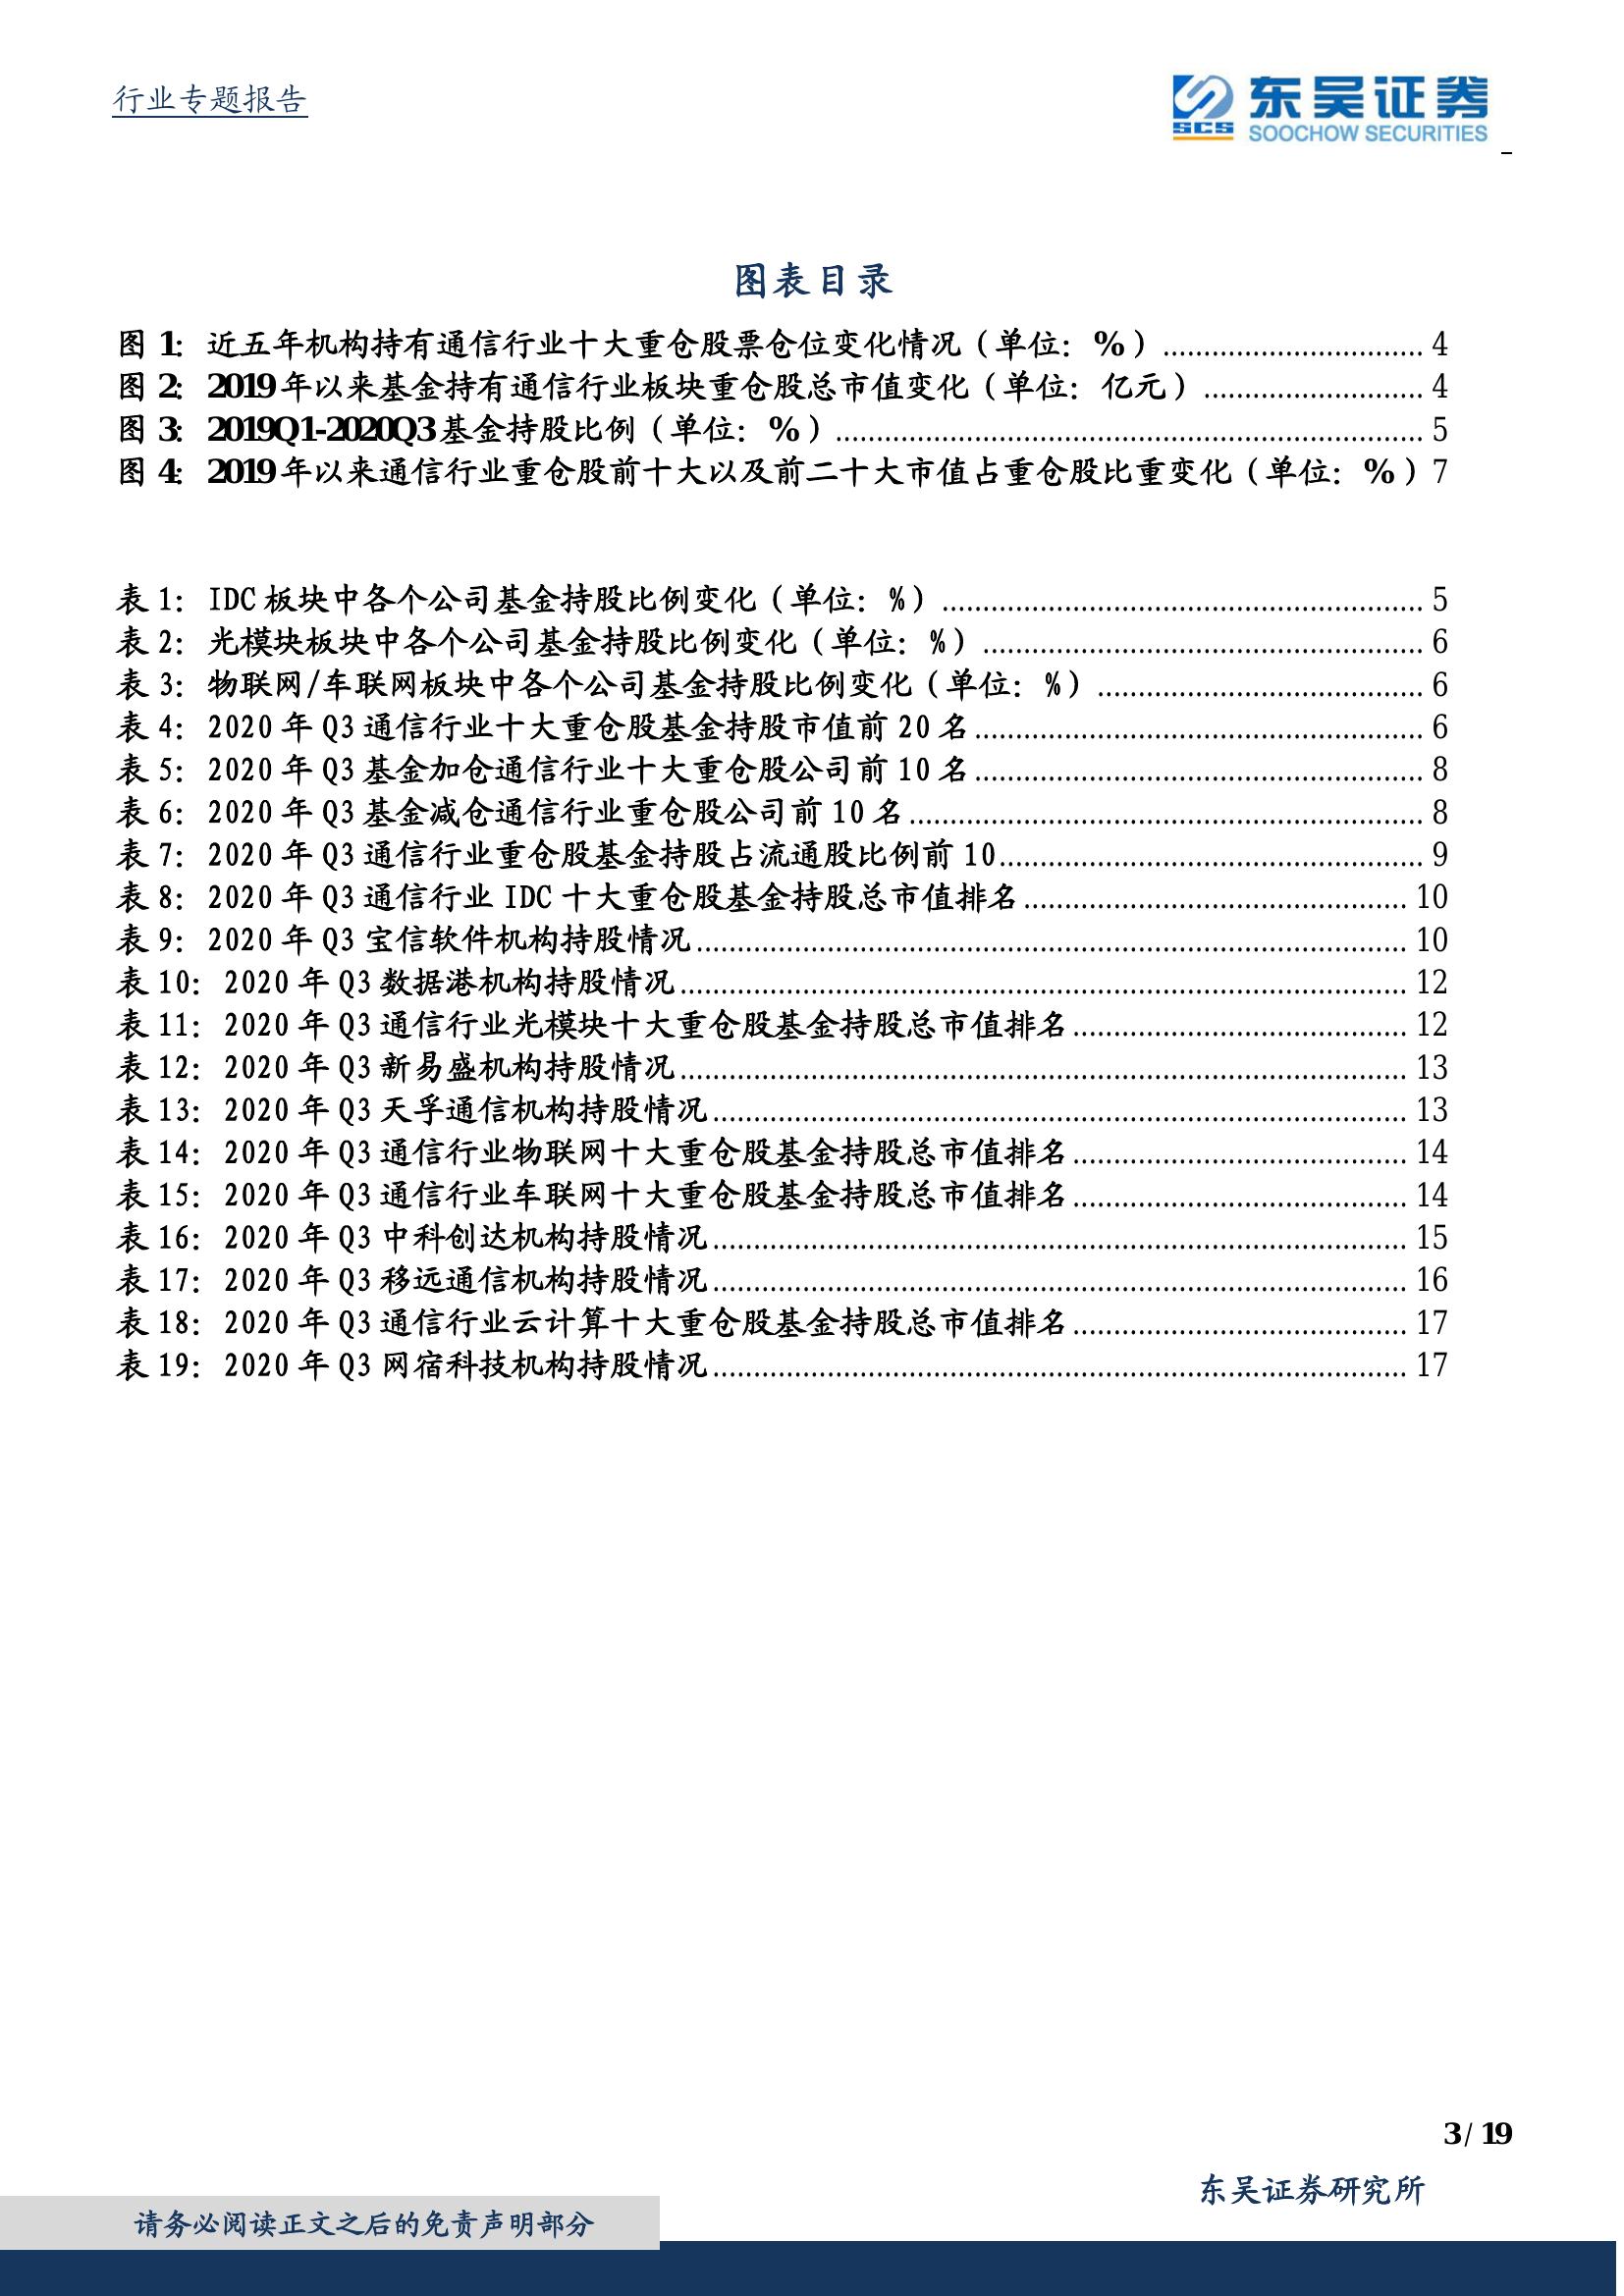 行业专题报告
SCS
东吴证券
SOOCHOW SECURITIES
图表目录
图 1: 近五年机构持有通信行业十大重仓股票仓位变化情况（单位：%）................................ 4
图 2: 2019 年以来基金持有通信行业板块重仓股总市值变化（单位：亿元）........................... 4
图 3: 2019Q1-2020Q3 基金持股比例（单位：%）........................................................................ 5
图 4: 2019 年以来通信行业重仓股前十大以及前二十大市值占重仓股比重变化（单位：%）7
表 1: IDC 板块中各个公司基金持股比例变化（单位：%）........................................................... 5
表 2: 光模块板块中各个公司基金持股比例变化（单位：%）...................................................... 6
表 3: 物联网/车联网板块中各个公司基金持股比例变化（单位：%）........................................ 6
表 4: 2020 年 Q3 通信行业十大重仓股基金持股市值前 20 名....................................................... 6
表 5: 2020 年 Q3 基金加仓通信行业十大重仓股公司前 10 名....................................................... 8
表 6: 2020 年 Q3 基金减仓通信行业重仓股公司前 10 名............................................................... 8
表 7: 2020 年 Q3 通信行业重仓股基金持股占流通股比例前 10.................................................... 9
表 8: 2020 年 Q3 通信行业 IDC 十大重仓股基金持股总市值排名............................................... 10
表 9: 2020 年 Q3 宝信软件机构持股情况....................................................................................... 10
表 10: 2020 年 Q3 数据港机构持股情况......................................................................................... 12
表 11: 2020 年 Q3 通信行业光模块十大重仓股基金持股总市值排名......................................... 12
表 12: 2020 年 Q3 新易盛机构持股情况......................................................................................... 13
表 13: 2020 年 Q3 天孚通信机构持股情况..................................................................................... 13
表 14: 2020 年 Q3 通信行业物联网十大重仓股基金持股总市值排名......................................... 14
表 15: 2020 年 Q3 通信行业车联网十大重仓股基金持股总市值排名......................................... 14
表 16: 2020 年 Q3 中科创达机构持股情况..................................................................................... 15
表 17: 2020 年 Q3 移远通信机构持股情况..................................................................................... 16
表 18: 2020 年 Q3 通信行业云计算十大重仓股基金持股总市值排名......................................... 17
表 19: 2020 年 Q3 网宿科技机构持股情况..................................................................................... 17
3 / 19
东吴证券研究所
请务必阅读正文之后的免责声明部分